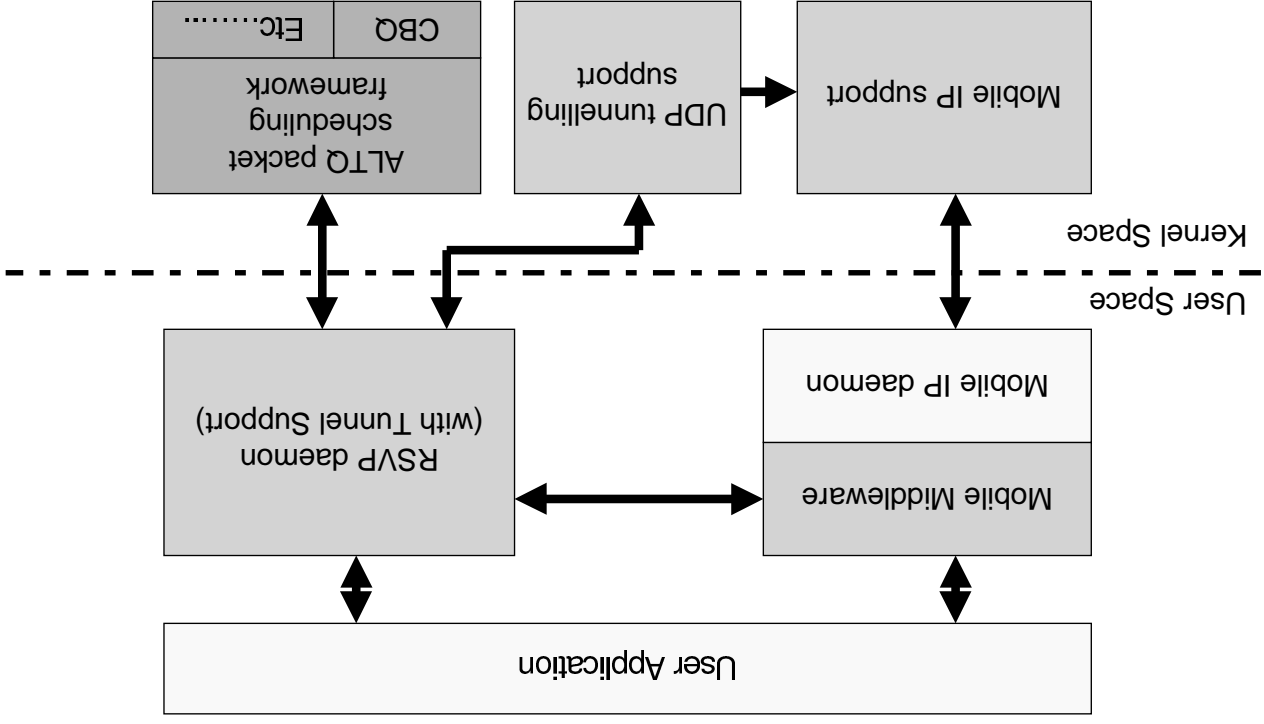 User Application
Mobile Middleware
Mobile IP daemon
RSVP daemon
(with Tunnel Support)
User Space
Kernel Space
Mobile IP support
UDP tunnelling
support
ALTQ packet
scheduling
framework
CBQ
Etc……...